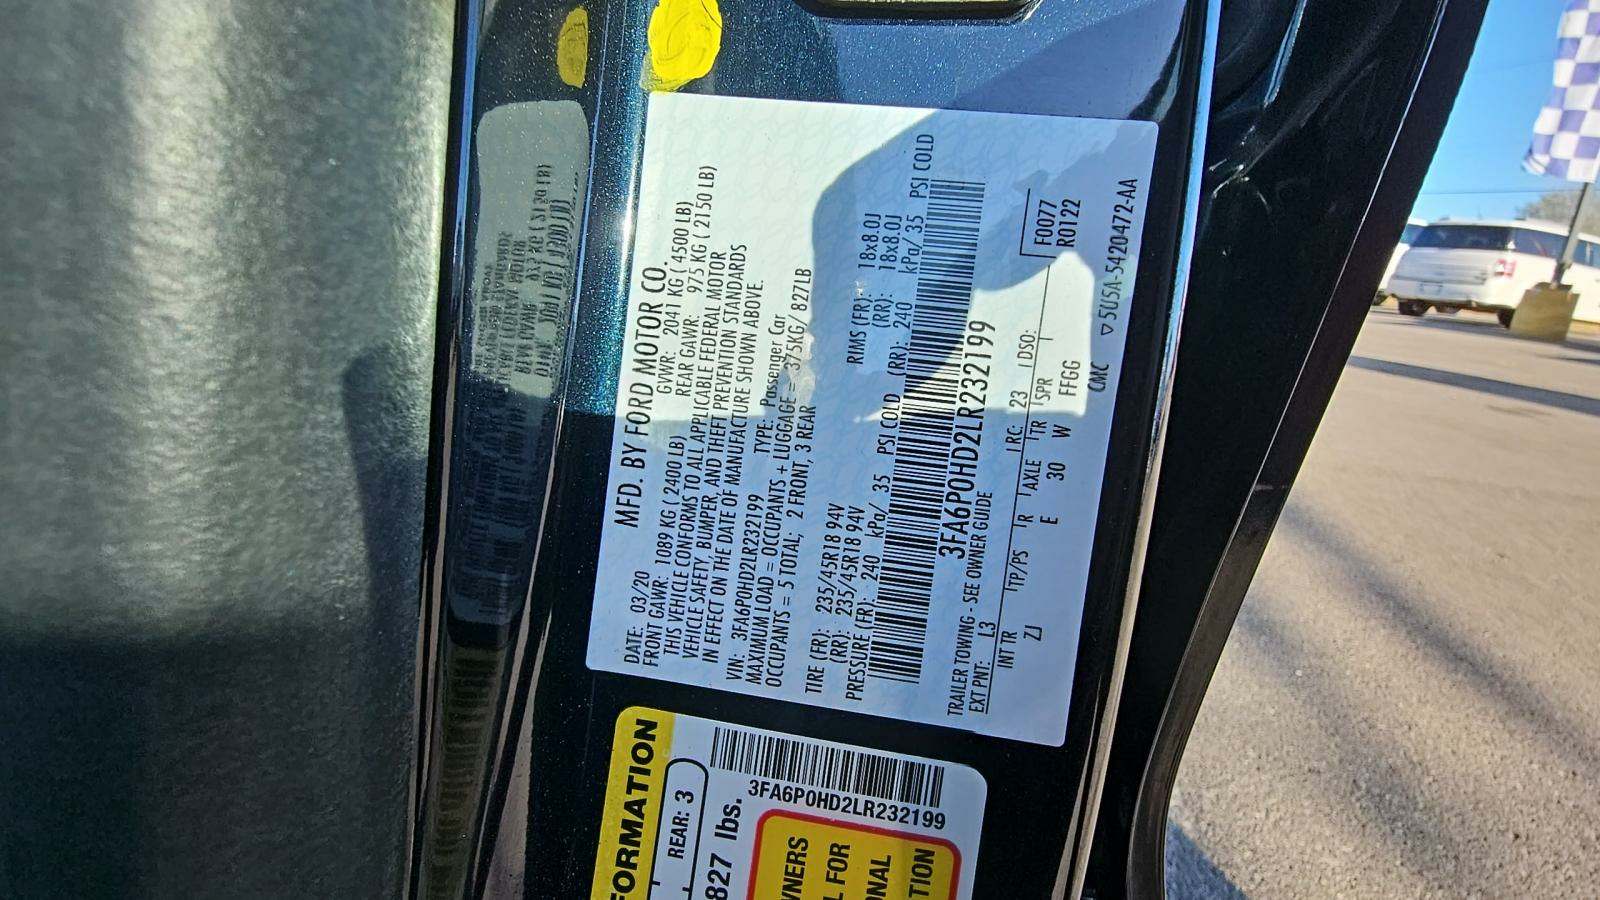 MFD. BY FORD MOTOR CO.
DATE: 03/20 GVWR: 2041 KG ( 4500 LB)
FRONT GAWR: 1089 KG ( 2400 LB) REAR GAWR: 975 KG ( 2150 LB)
THIS VEHICLE CONFORMS TO ALL APPLICABLE FEDERAL MOTOR
VEHICLE SAFETY, BUMPER, AND THEFT PREVENTION STANDARDS
IN EFFECT ON THE DATE OF MANUFACTURE SHOWN ABOVE.
VIN: 3FA6P0HD2LR232199 TYPE: Passenger Car
MAXIMUM LOAD = OCCUPANTS + LUGGAGE = 375KG/ 827LB
OCCUPANTS = 5 TOTAL; 2 FRONT, 3 REAR
TIRE (FR): 235/45R18 94V RIMS (FR): 18x8.0J
(RR): 235/45R18 94V (RR): 18x8.0J
PRESSURE (FR): 240 kPa/ 35 PSI COLD (RR): 240 kPa/ 35 PSI COLD
3FA6P0HD2LR232199
TRAILER TOWING - SEE OWNER GUIDE
F0077
R0122
EXT PNT: L3 RC: 23 DSO:
INT TR TP/PS R AXLE TR SPR
ZJ E 30 W FFGG
CMC ▽5U5A-5420472-AA
FORMATION
REAR: 3
827 lbs.
3FA6P0HD2LR232199
WNERS
L FOR
ONAL
TION